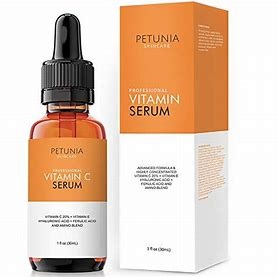 PETUNIA
SKINCARE
PROFESSIONAL
VITAMIN C
SERUM
VITAMIN C 20% + VITAMIN E
HYALURONIC ACID +
FERULIC ACID AND
AMINO BLEND
1 fl oz (30mL)
PETUNIA
SKINCARE
PROFESSIONAL
VITAMIN
SERUM
ADVANCED FORMULA &
HIGHLY CONCENTRATED
VITAMIN C 20% + VITAMIN E
HYALURONIC ACID +
FERULIC ACID AND
AMINO BLEND
1 fl oz (30mL)